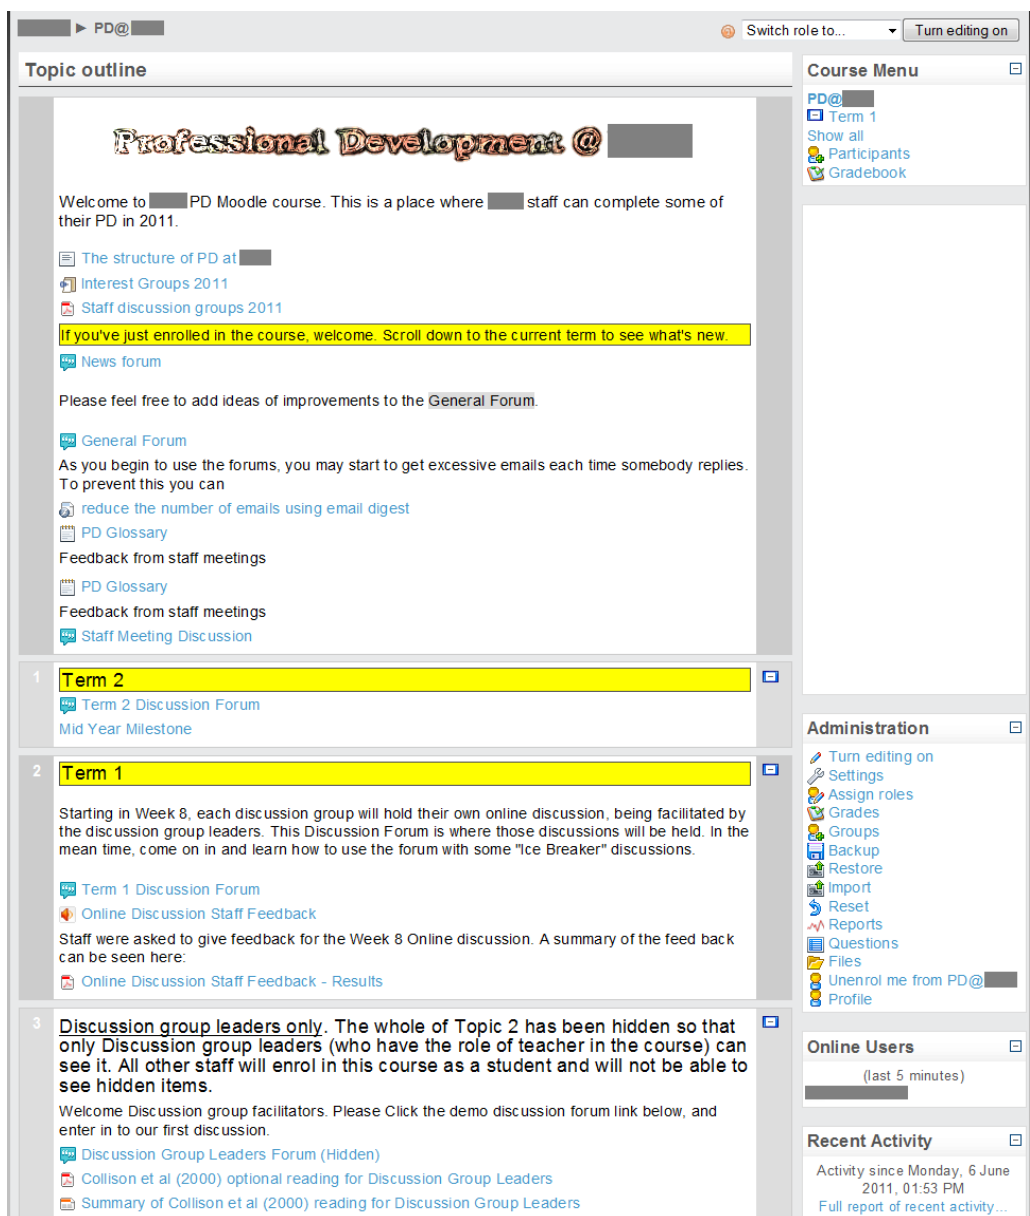 ► PD@
Switch role to...
Turn editing on
Topic outline
Professional Development @
Welcome to PD Moodle course. This is a place where staff can complete some of
their PD in 2011.
The structure of PD at
Interest Groups 2011
Staff discussion groups 2011
If you've just enrolled in the course, welcome. Scroll down to the current term to see what's new.
News forum
Please feel free to add ideas of improvements to the General Forum.
General Forum
As you begin to use the forums, you may start to get excessive emails each time somebody replies.
To prevent this you can
reduce the number of emails using email digest
PD Glossary
Feedback from staff meetings
PD Glossary
Feedback from staff meetings
Staff Meeting Discussion
1
Term 2
Term 2 Discussion Forum
Mid Year Milestone
2
Term 1
Starting in Week 8, each discussion group will hold their own online discussion, being facilitated by
the discussion group leaders. This Discussion Forum is where those discussions will be held. In the
mean time, come on in and learn how to use the forum with some "Ice Breaker" discussions.
Term 1 Discussion Forum
Online Discussion Staff Feedback
Staff were asked to give feedback for the Week 8 Online discussion. A summary of the feed back
can be seen here:
Online Discussion Staff Feedback - Results
3
Discussion group leaders only. The whole of Topic 2 has been hidden so that
only Discussion group leaders (who have the role of teacher in the course) can
see it. All other staff will enrol in this course as a student and will not be able to
see hidden items.
Welcome Discussion group facilitators. Please Click the demo discussion forum link below, and
enter in to our first discussion.
Discussion Group Leaders Forum (Hidden)
Collison et al (2000) optional reading for Discussion Group Leaders
Summary of Collison et al (2000) reading for Discussion Group Leaders
Course Menu
PD@
Term 1
Show all
Participants
Gradebook
Administration
Turn editing on
Settings
Assign roles
Grades
Groups
Backup
Restore
Import
Reset
Reports
Questions
Files
Unenrol me from PD@
Profile
Online Users
(last 5 minutes)
Recent Activity
Activity since Monday, 6 June
2011, 01:53 PM
Full report of recent activity...